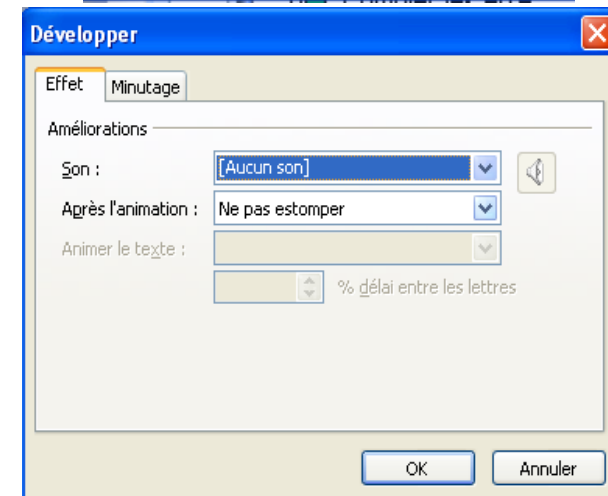 Développer
Effet Minutage
Améliorations
Son : [Aucun son]
Après l'animation : Ne pas estomper
Animer le texte :
% délai entre les lettres
OK Annuler